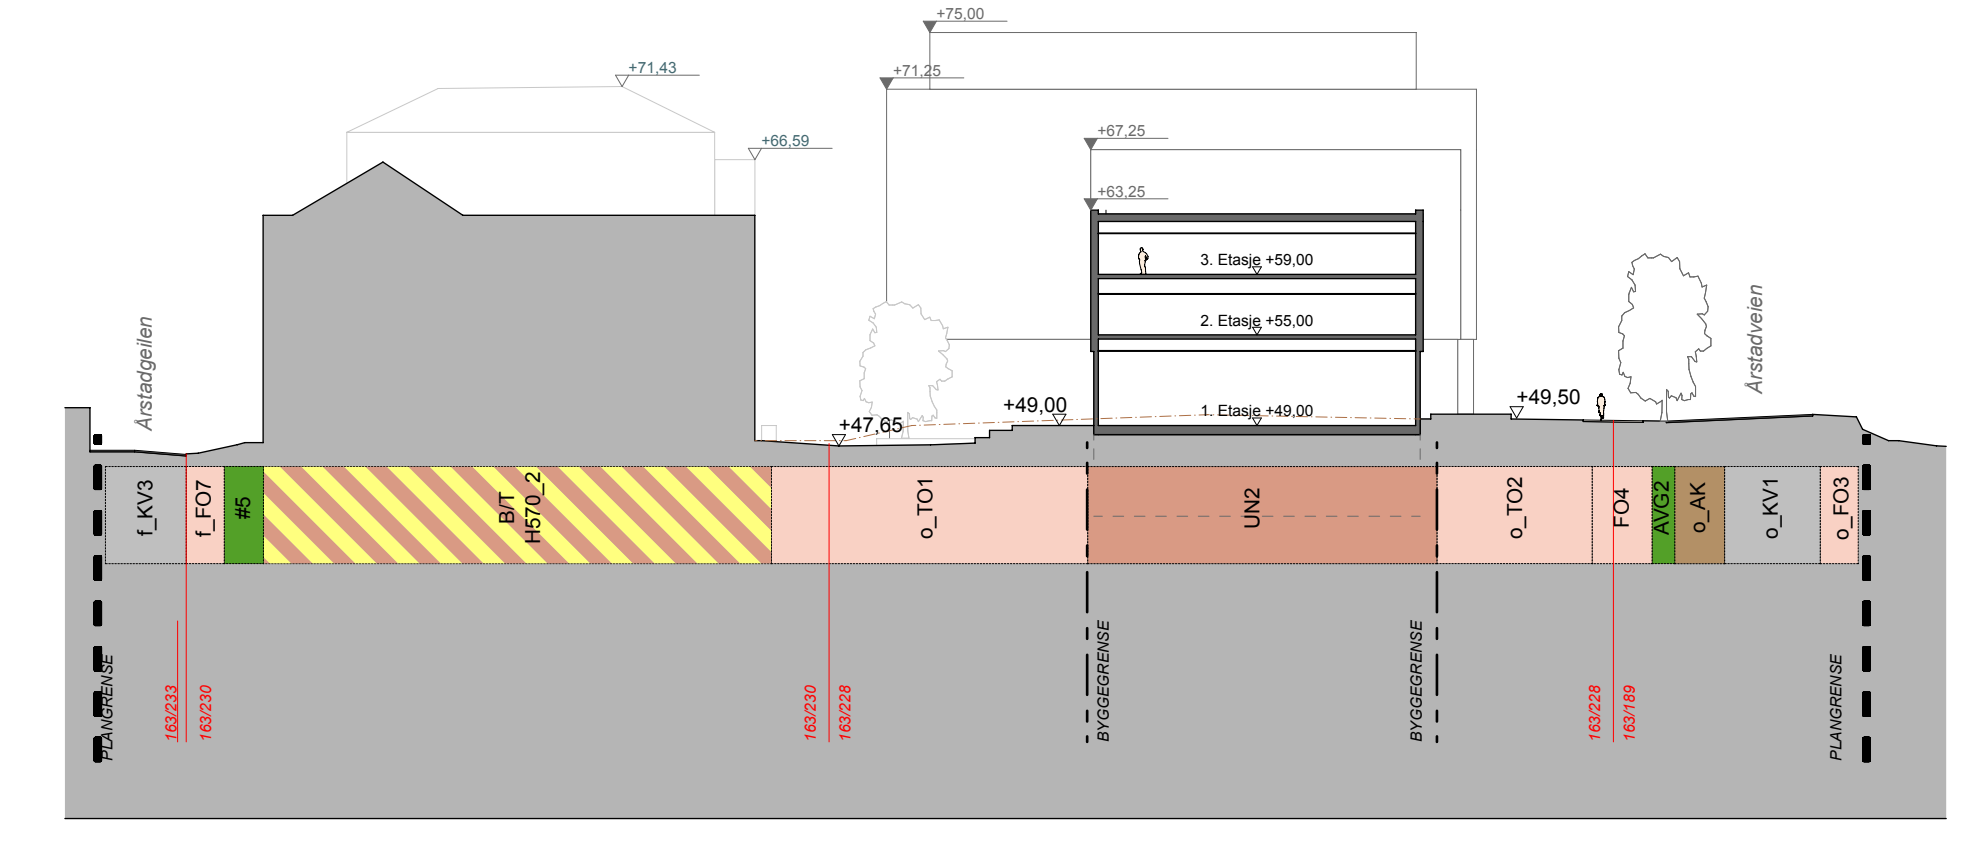 +75,00
+71,43
+71,25
+67,25
+66,59
+63,25
3. Etasje +59,00
2. Etasje +55,00
1. Etasje +49,00
Årstadgeilen
Årstadveien
+47,65
+49,00
+49,50
f_KV3
f_FO7
#5
B/T
H570_2
o_TO1
UN2
o_TO2
FO4
AVG2
o_AK
o_KV1
o_FO3
PLANGRENSE
163/233
163/230
163/230
163/228
BYGGEGRENSE
BYGGEGRENSE
163/228
163/189
PLANGRENSE